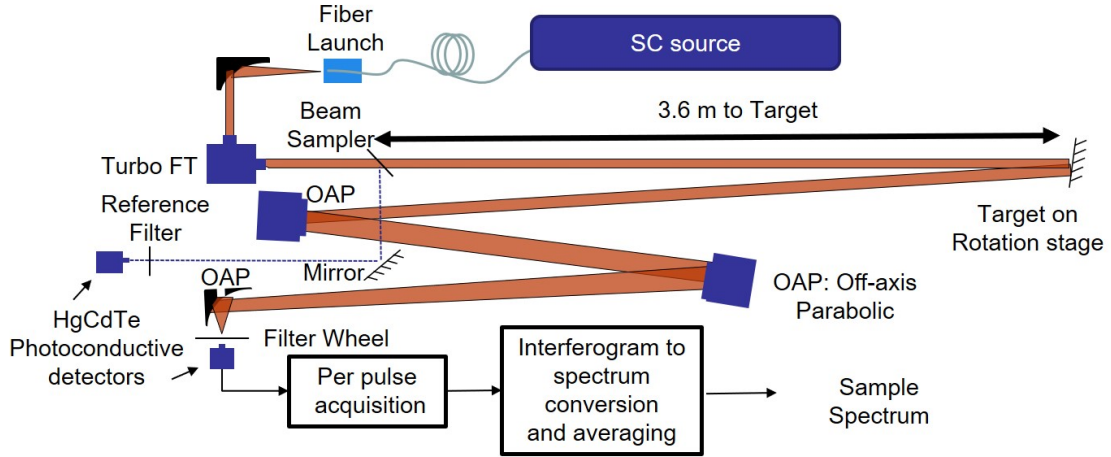 Fiber
Launch
SC source
3.6 m to Target
Beam
Sampler
Turbo FT
OAP
Reference
Filter
Target on
Rotation stage
Mirror
OAP
OAP: Off-axis
Parabolic
HgCdTe
Photoconductive
detectors
Filter Wheel
Per pulse
acquisition
Interferogram to
spectrum
conversion
and averaging
Sample
Spectrum